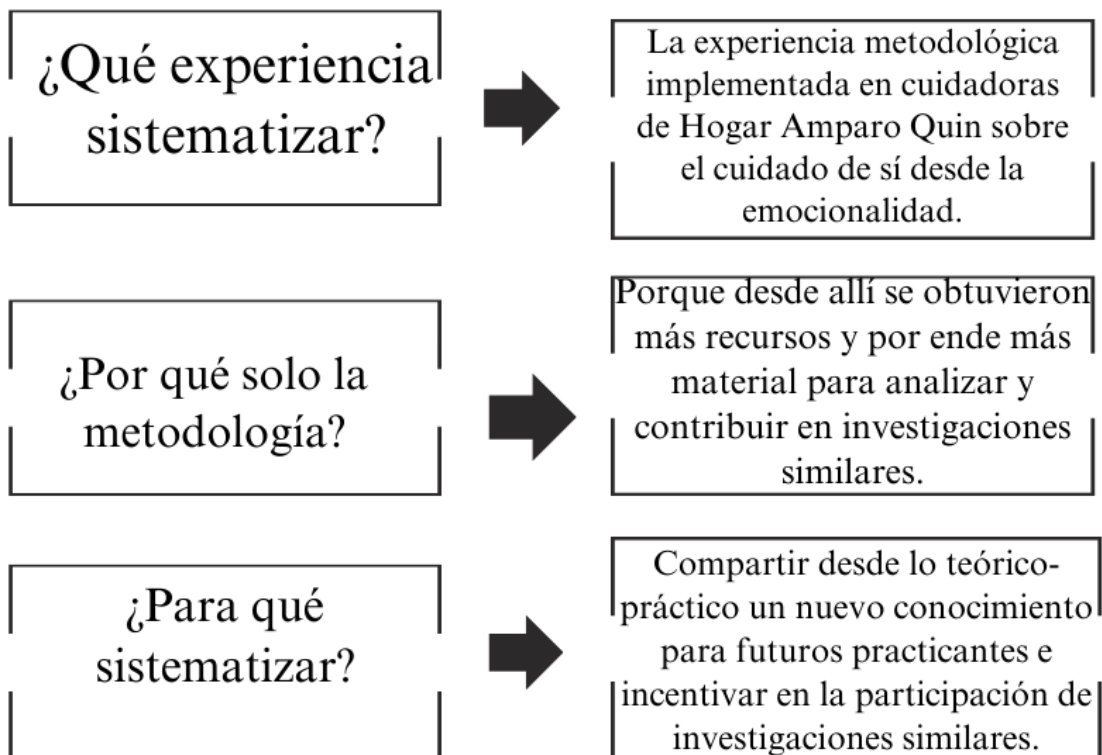 ¿Qué experiencia
sistematizar?
La experiencia metodológica
implementada en cuidadoras
de Hogar Amparo Quin sobre
el cuidado de sí desde la
emocionalidad.
¿Por qué solo la
metodología?
Porque desde allí se obtuvieron
más recursos y por ende más
material para analizar y
contribuir en investigaciones
similares.
¿Para qué
sistematizar?
Compartir desde lo teórico-
práctico un nuevo conocimiento
para futuros practicantes e
incentivar en la participación de
investigaciones similares.